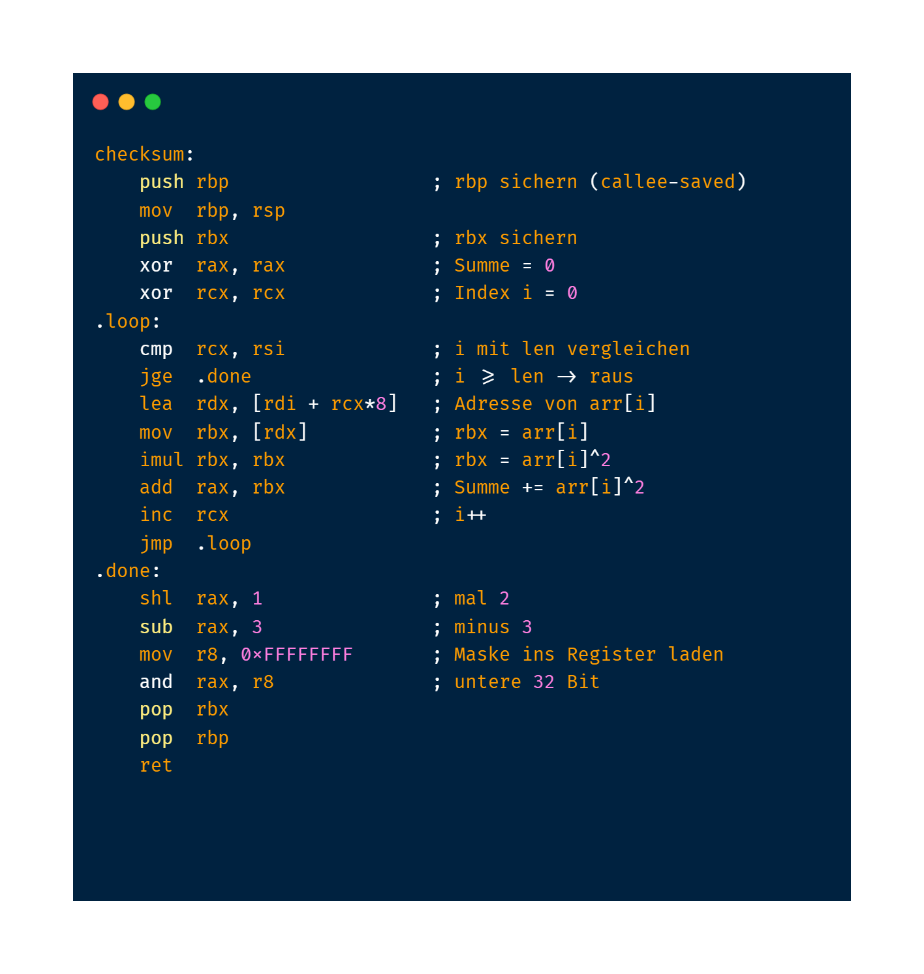 checksum:
    push rbp                  ; rbp sichern (callee-saved)
    mov  rbp, rsp
    push rbx                  ; rbx sichern
    xor  rax, rax             ; Summe = 0
    xor  rcx, rcx             ; Index i = 0
.loop:
    cmp  rcx, rsi             ; i mit len vergleichen
    jge  .done                ; i >= len -> raus
    lea  rdx, [rdi + rcx*8]   ; Adresse von arr[i]
    mov  rbx, [rdx]           ; rbx = arr[i]
    imul rbx, rbx             ; rbx = arr[i]^2
    add  rax, rbx             ; Summe += arr[i]^2
    inc  rcx                  ; i++
    jmp  .loop
.done:
    shl  rax, 1               ; mal 2
    sub  rax, 3               ; minus 3
    mov  r8, 0xFFFFFFFF       ; Maske ins Register laden
    and  rax, r8              ; untere 32 Bit
    pop  rbx
    pop  rbp
    ret